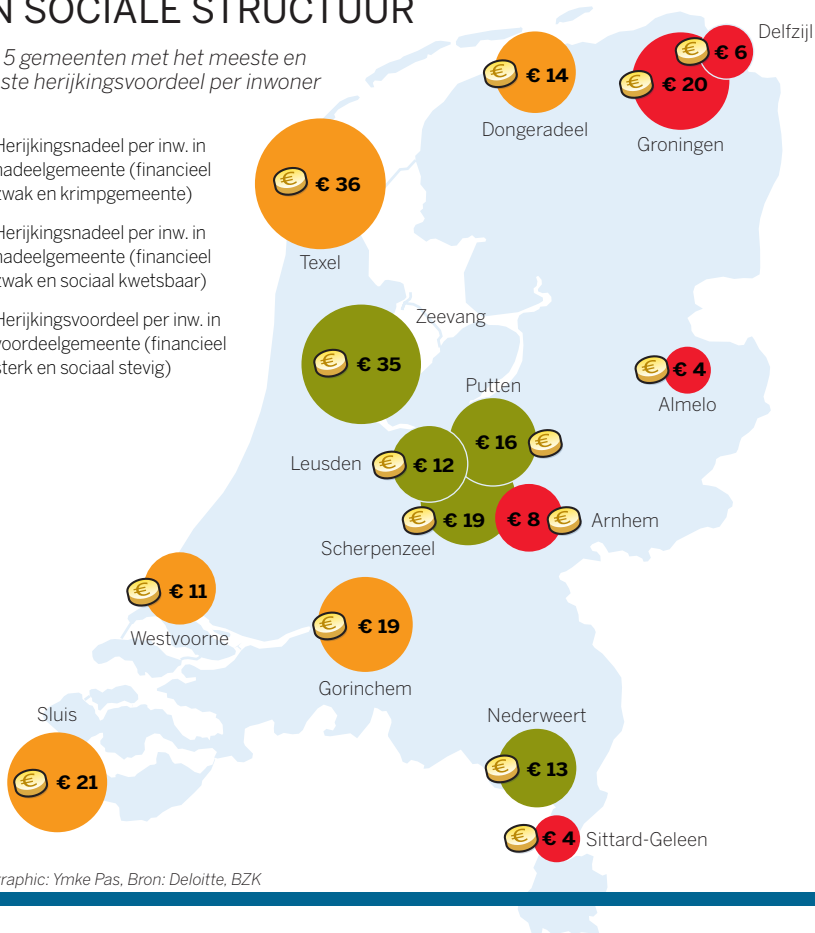 N SOCIALE STRUCTUUR
5 gemeenten met het meeste en
ste herijkingsvoordeel per inwoner
Herijkingsnadeel per inw. in
nadeelgemeente (financieel
zwak en krimpgemeente)
Herijkingsnadeel per inw. in
nadeelgemeente (financieel
zwak en sociaal kwetsbaar)
Herijkingsvoordeel per inw. in
voordeelgemeente (financieel
sterk en sociaal stevig)
Delfzijl
€ 6
€ 20
Groningen
€ 14
Dongeradeel
€ 36
Texel
Zeevang
€ 35
€ 4
Almelo
Putten
€ 16
Leusden
€ 12
€ 19
Scherpenzeel
€ 8
Arnhem
€ 11
Westvoorne
€ 19
Gorinchem
Sluis
€ 21
Nederweert
€ 13
€ 4
Sittard-Geleen
raphic: Ymke Pas, Bron: Deloitte, BZK